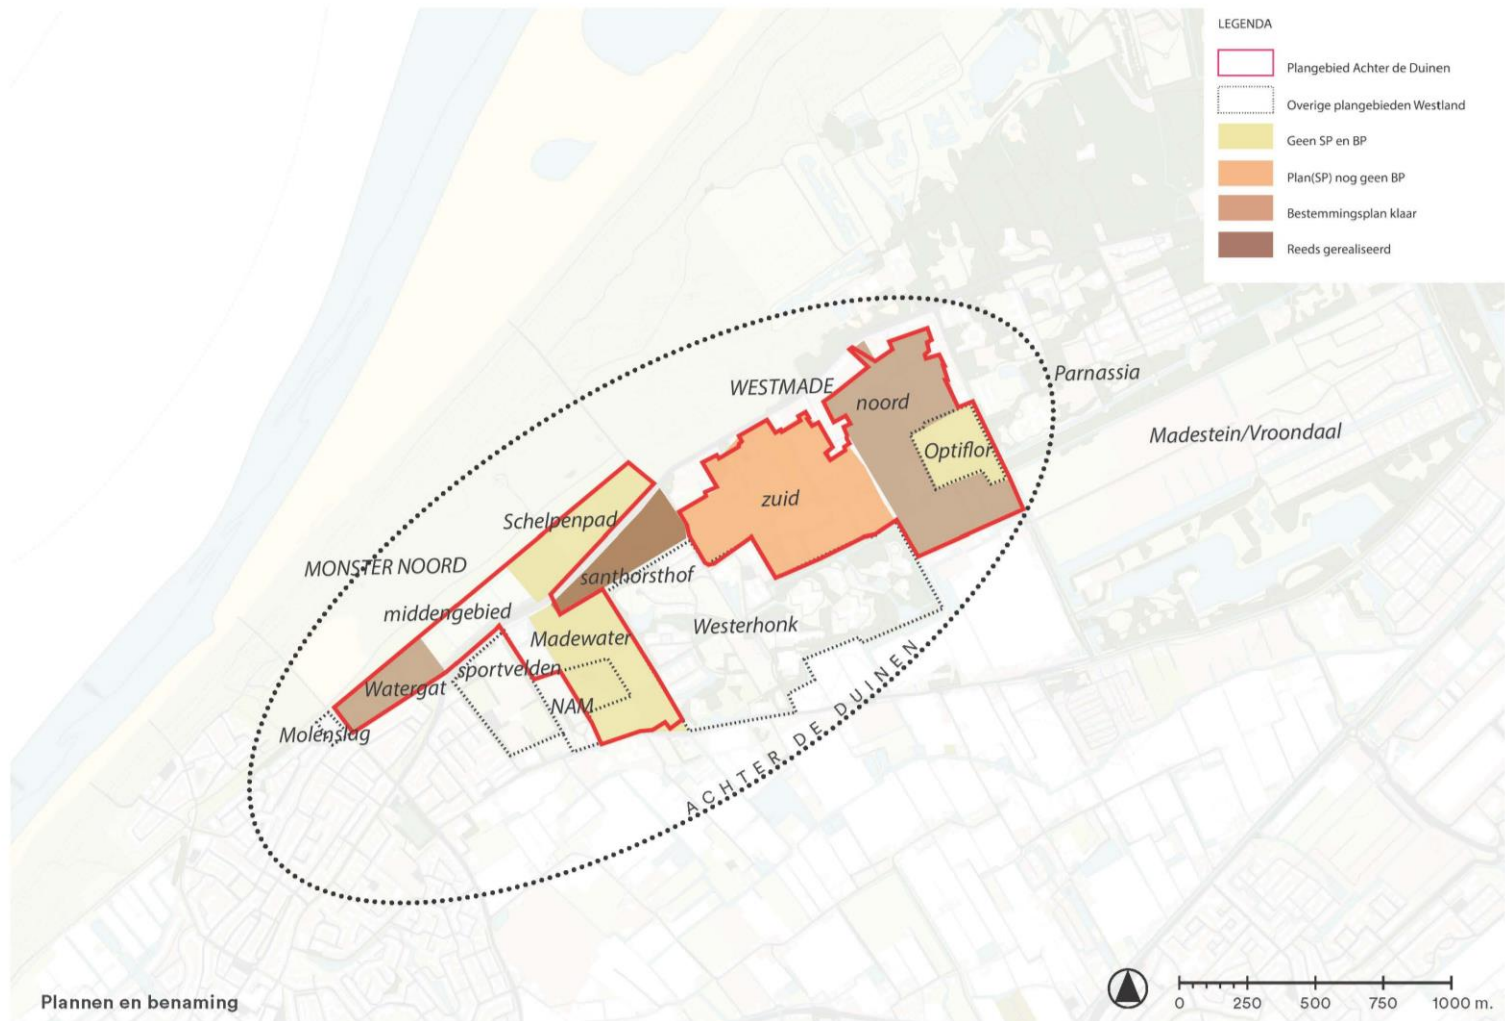 LEGENDA
Plangebied Achter de Duinen
Overige plangebieden Westland
Geen SP en BP
Plan(SP) nog geen BP
Bestemmingsplan klaar
Reeds gerealiseerd
Parnassia
WESTMADE
noord
Madestein/Vroondaal
Optiflor
zuid
Schelpenpad
MONSTER NOORD
santhorsthof
middengebied
Westerhonk
Madewater
sportvelden
Watergat
NAM
Molenslag
ACHTER DE DUINEN
Plannen en benaming
0 250 500 750 1000 m.